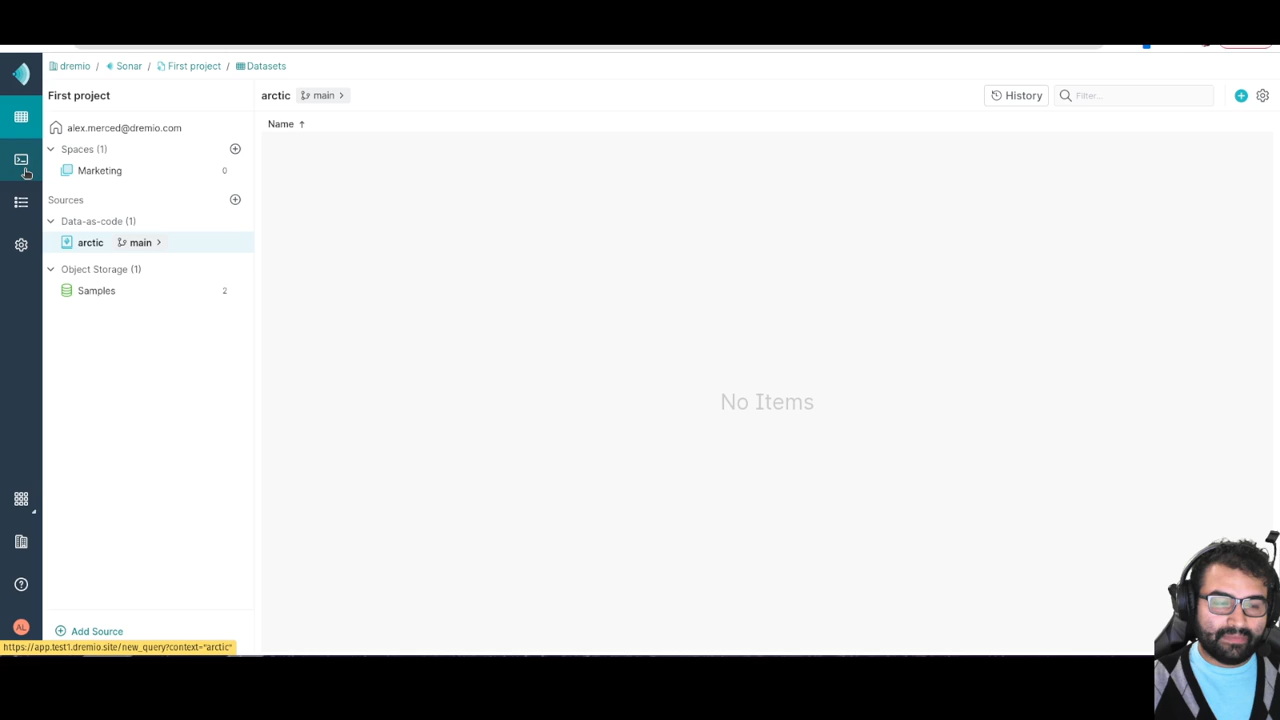 dremio / Sonar / First project / Datasets
First project
arctic main > History Filter...
Name ↑
alex.merced@dremio.com
Spaces (1)
Marketing 0
Sources
Data-as-code (1)
arctic main >
Object Storage (1)
Samples 2
No Items
AL
Add Source
https://app.test1.dremio.site/new_query?context="arctic"